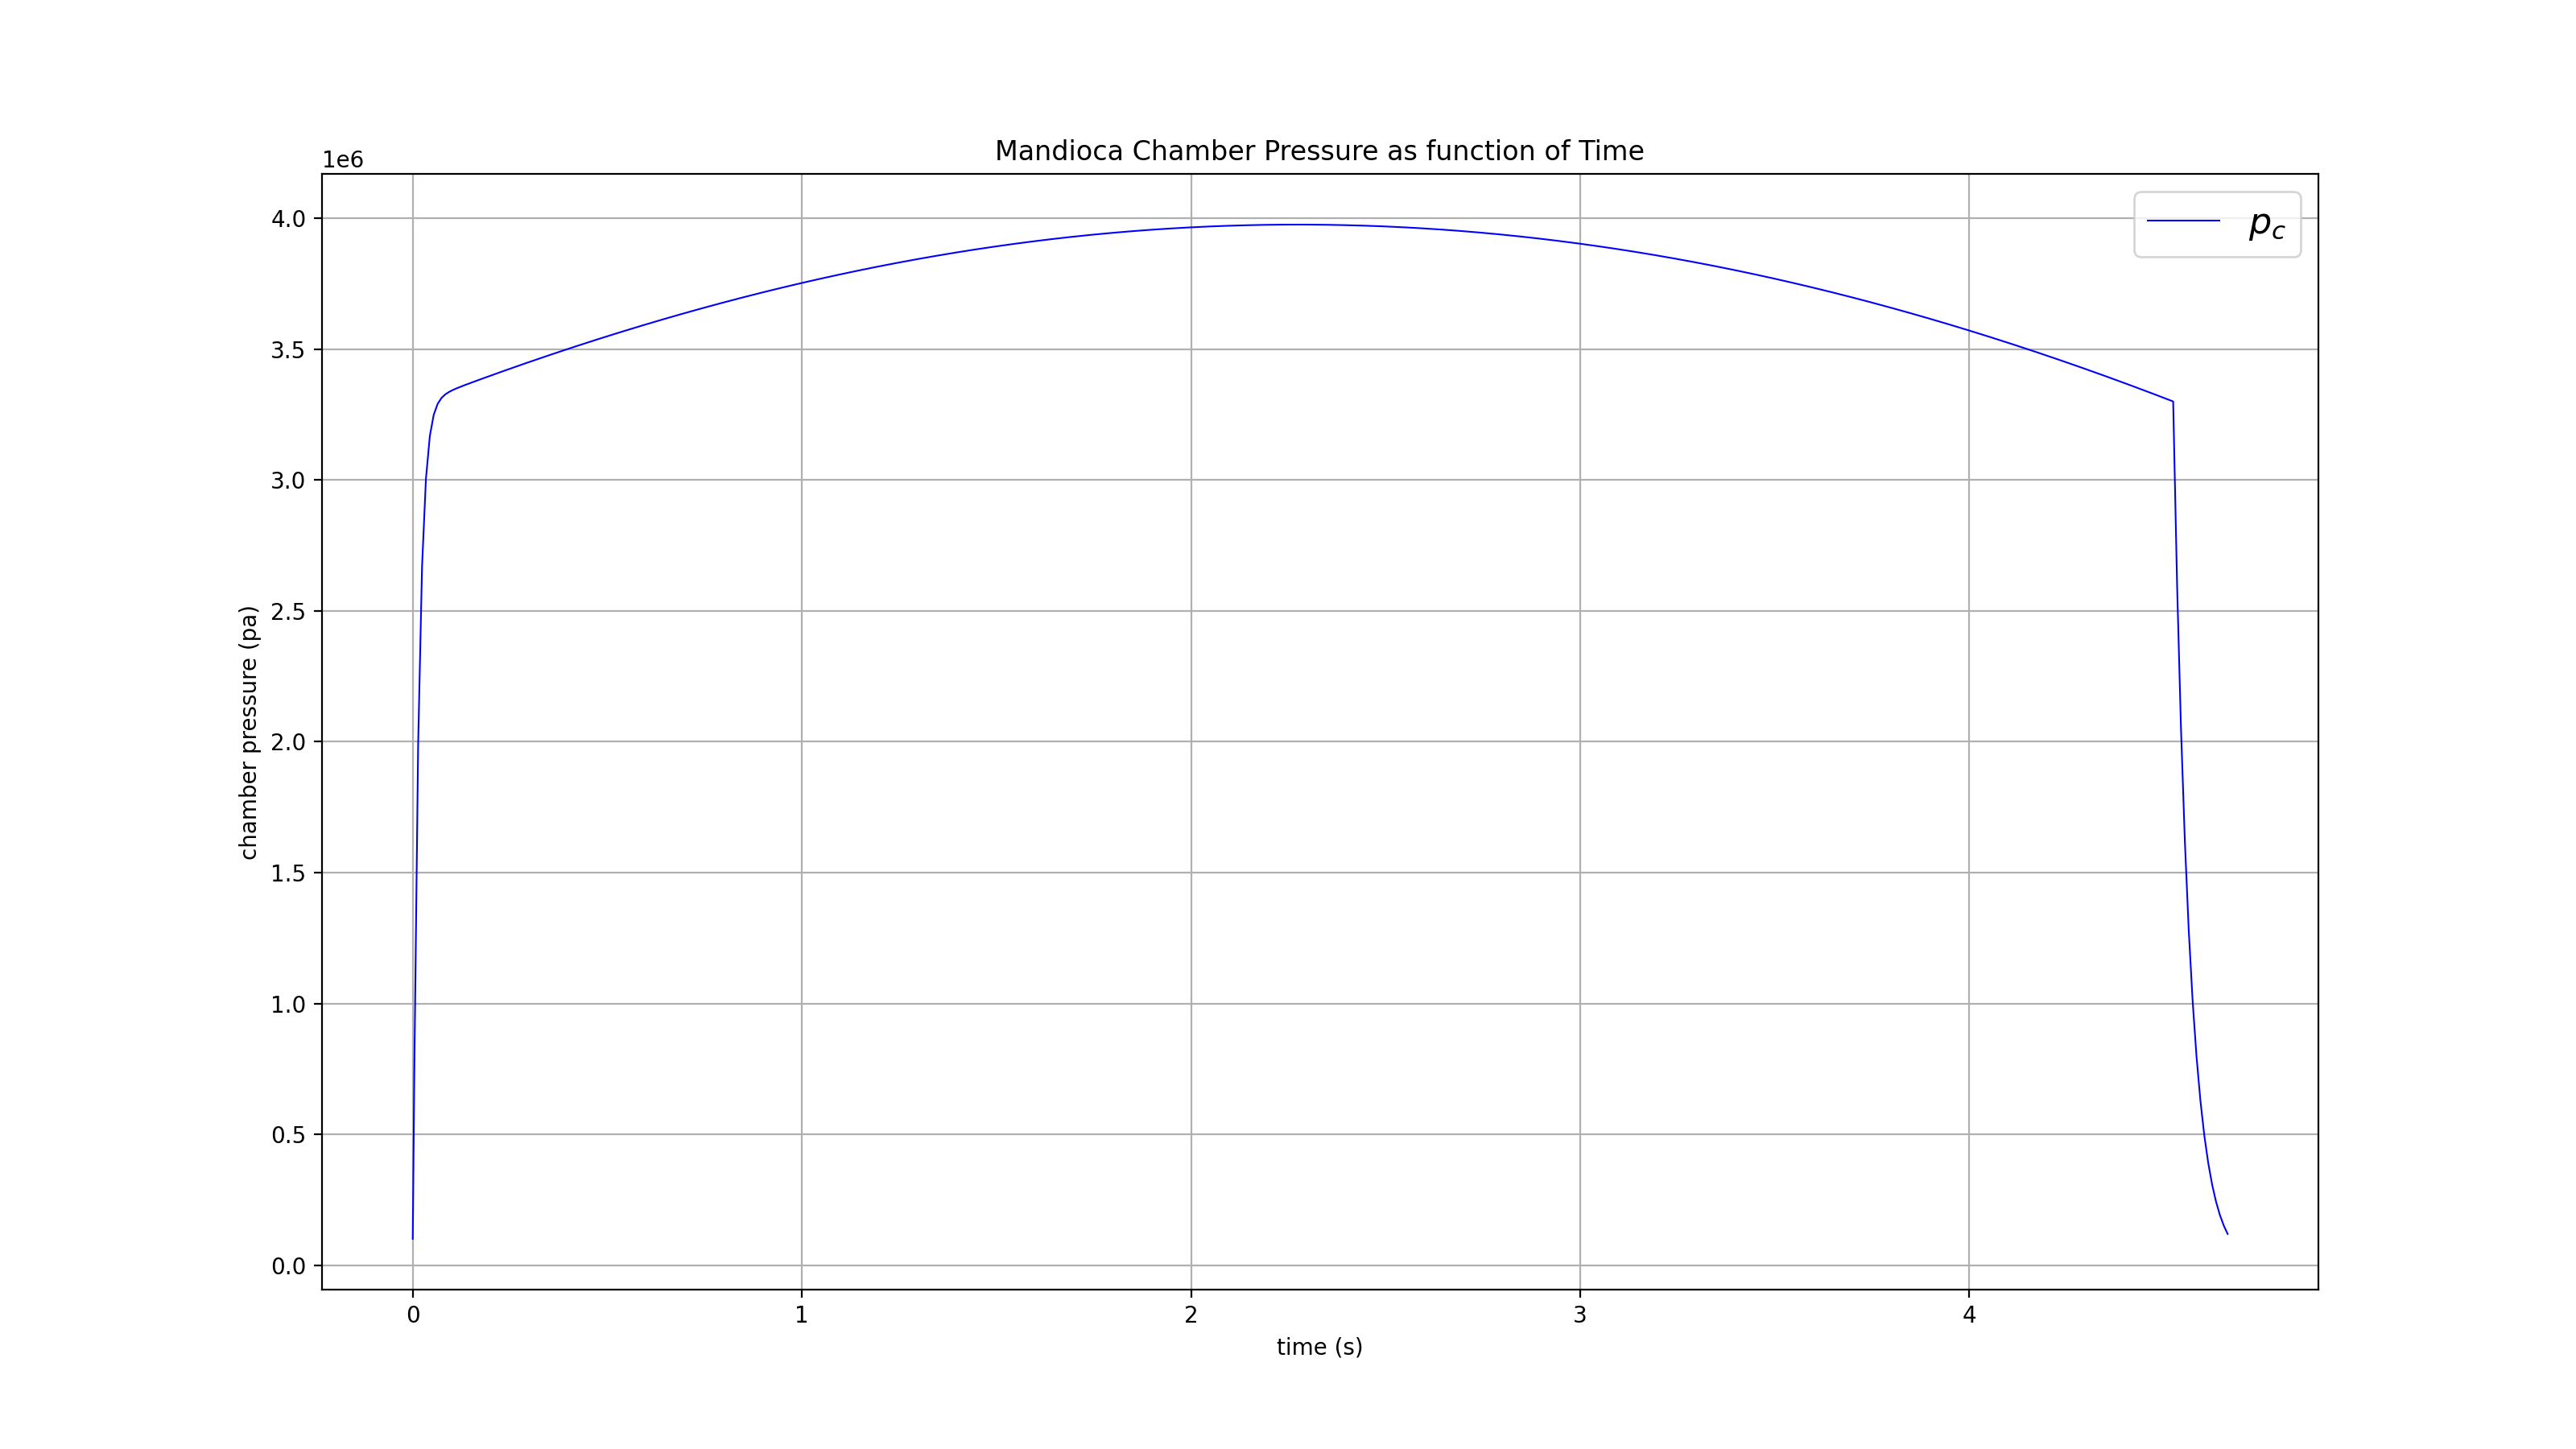 Mandioca Chamber Pressure as function of Time
1e6
4.0
3.5
3.0
2.5
2.0
1.5
1.0
0.5
0.0
chamber pressure (pa)
p_c
0 1 2 3 4
time (s)